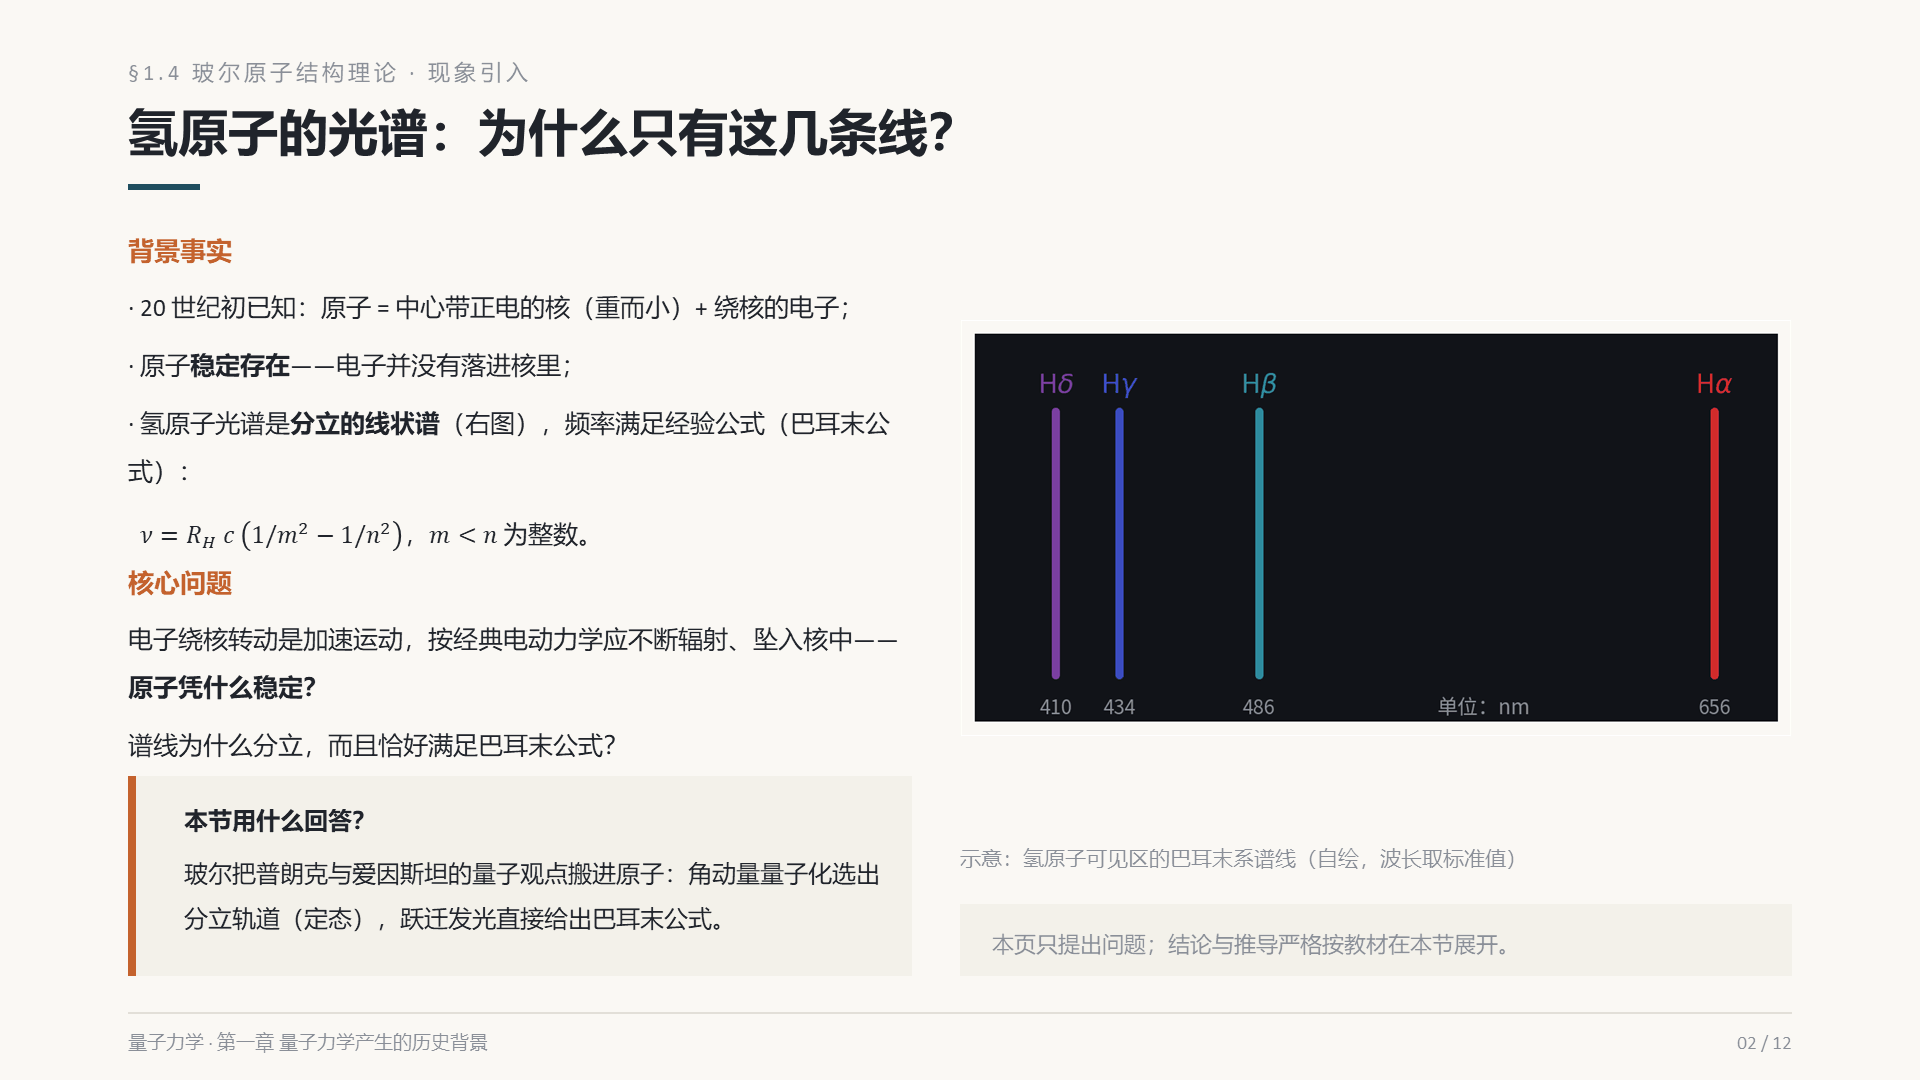 §1.4 玻尔原子结构理论 · 现象引入
氢原子的光谱：为什么只有这几条线？
背景事实
· 20 世纪初已知：原子 = 中心带正电的核（重而小）+ 绕核的电子；
· 原子稳定存在——电子并没有落进核里；
· 氢原子光谱是分立的线状谱（右图），频率满足经验公式（巴耳末公
式）：
ν = R_H c (1/m² − 1/n²)，m < n 为整数。
核心问题
电子绕核转动是加速运动，按经典电动力学应不断辐射、坠入核中——
原子凭什么稳定？
谱线为什么分立，而且恰好满足巴耳末公式？
本节用什么回答？
玻尔把普朗克与爱因斯坦的量子观点搬进原子：角动量量子化选出
分立轨道（定态），跃迁发光直接给出巴耳末公式。
Hδ Hγ Hβ Hα
410 434 486 单位：nm 656
示意：氢原子可见区的巴耳末系谱线（自绘，波长取标准值）
本页只提出问题；结论与推导严格按教材在本节展开。
量子力学 · 第一章 量子力学产生的历史背景
02 / 12